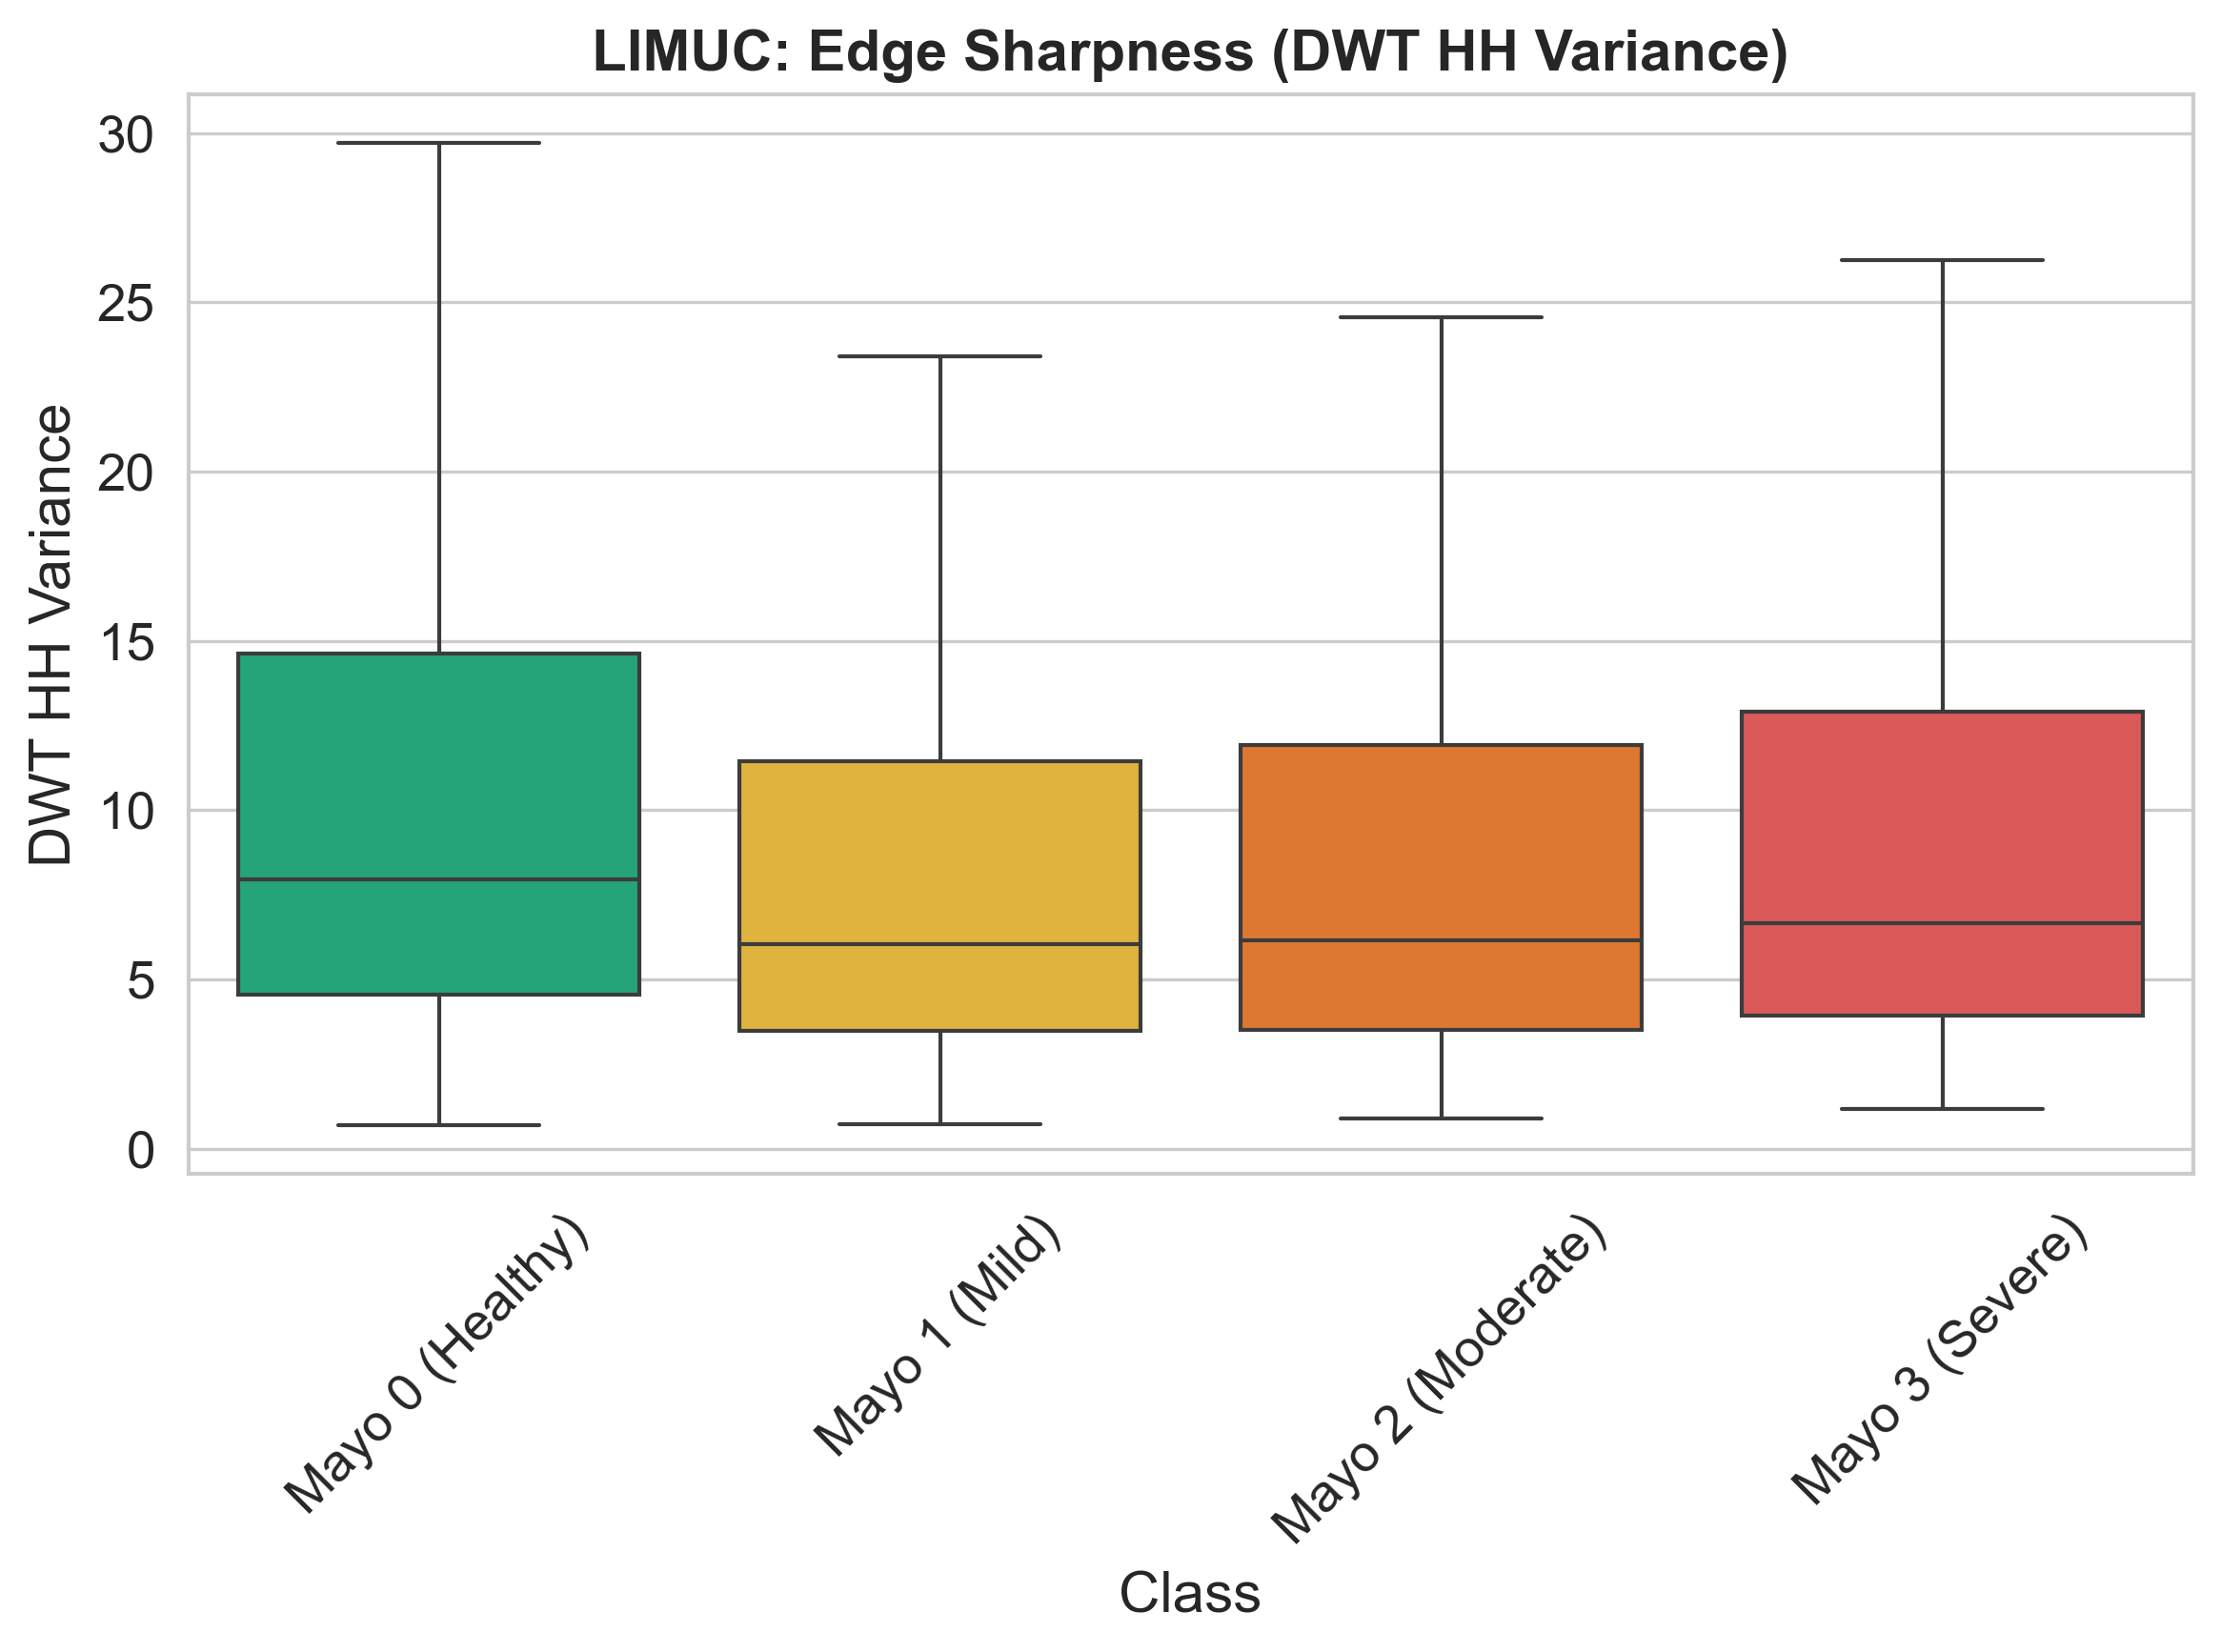 LIMUC: Edge Sharpness (DWT HH Variance)
DWT HH Variance
30
25
20
15
10
5
0
Mayo 0 (Healthy)
Mayo 1 (Mild)
Mayo 2 (Moderate)
Mayo 3 (Severe)
Class